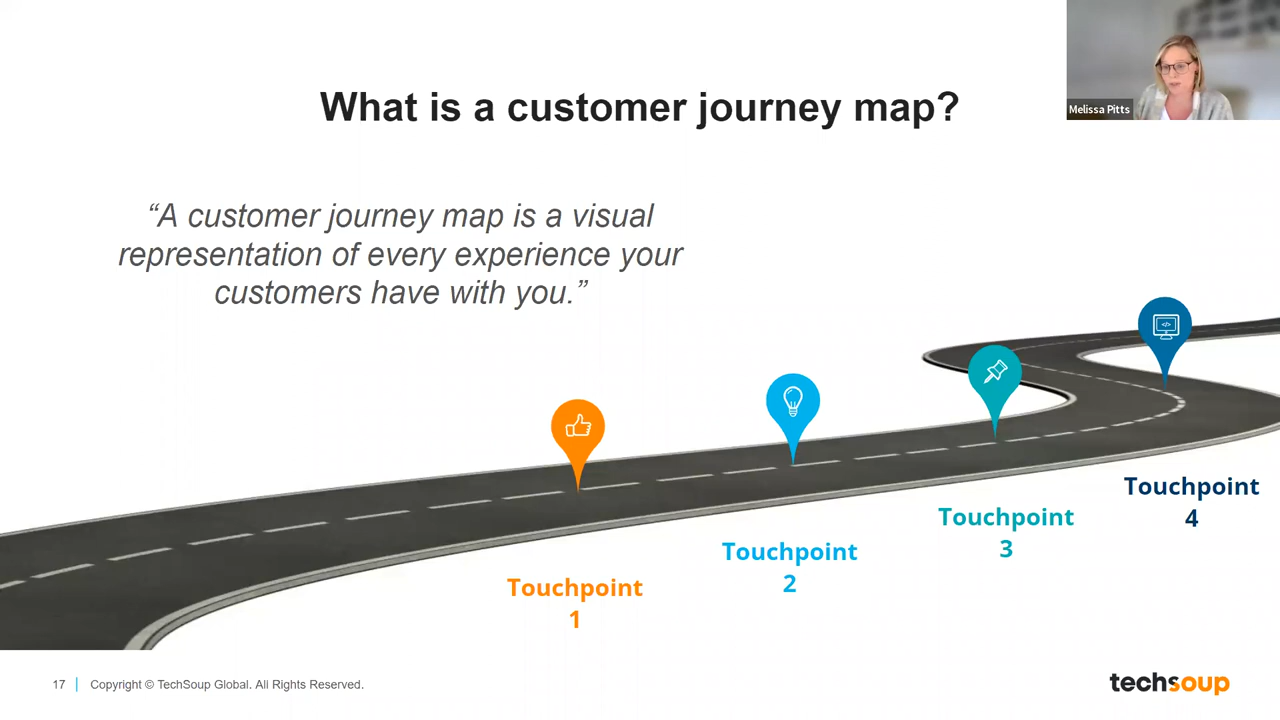 What is a customer journey map?
Melissa Pitts
“A customer journey map is a visual
representation of every experience your
customers have with you.”
Touchpoint
1
Touchpoint
2
Touchpoint
3
Touchpoint
4
17
Copyright © TechSoup Global. All Rights Reserved.
techsoup